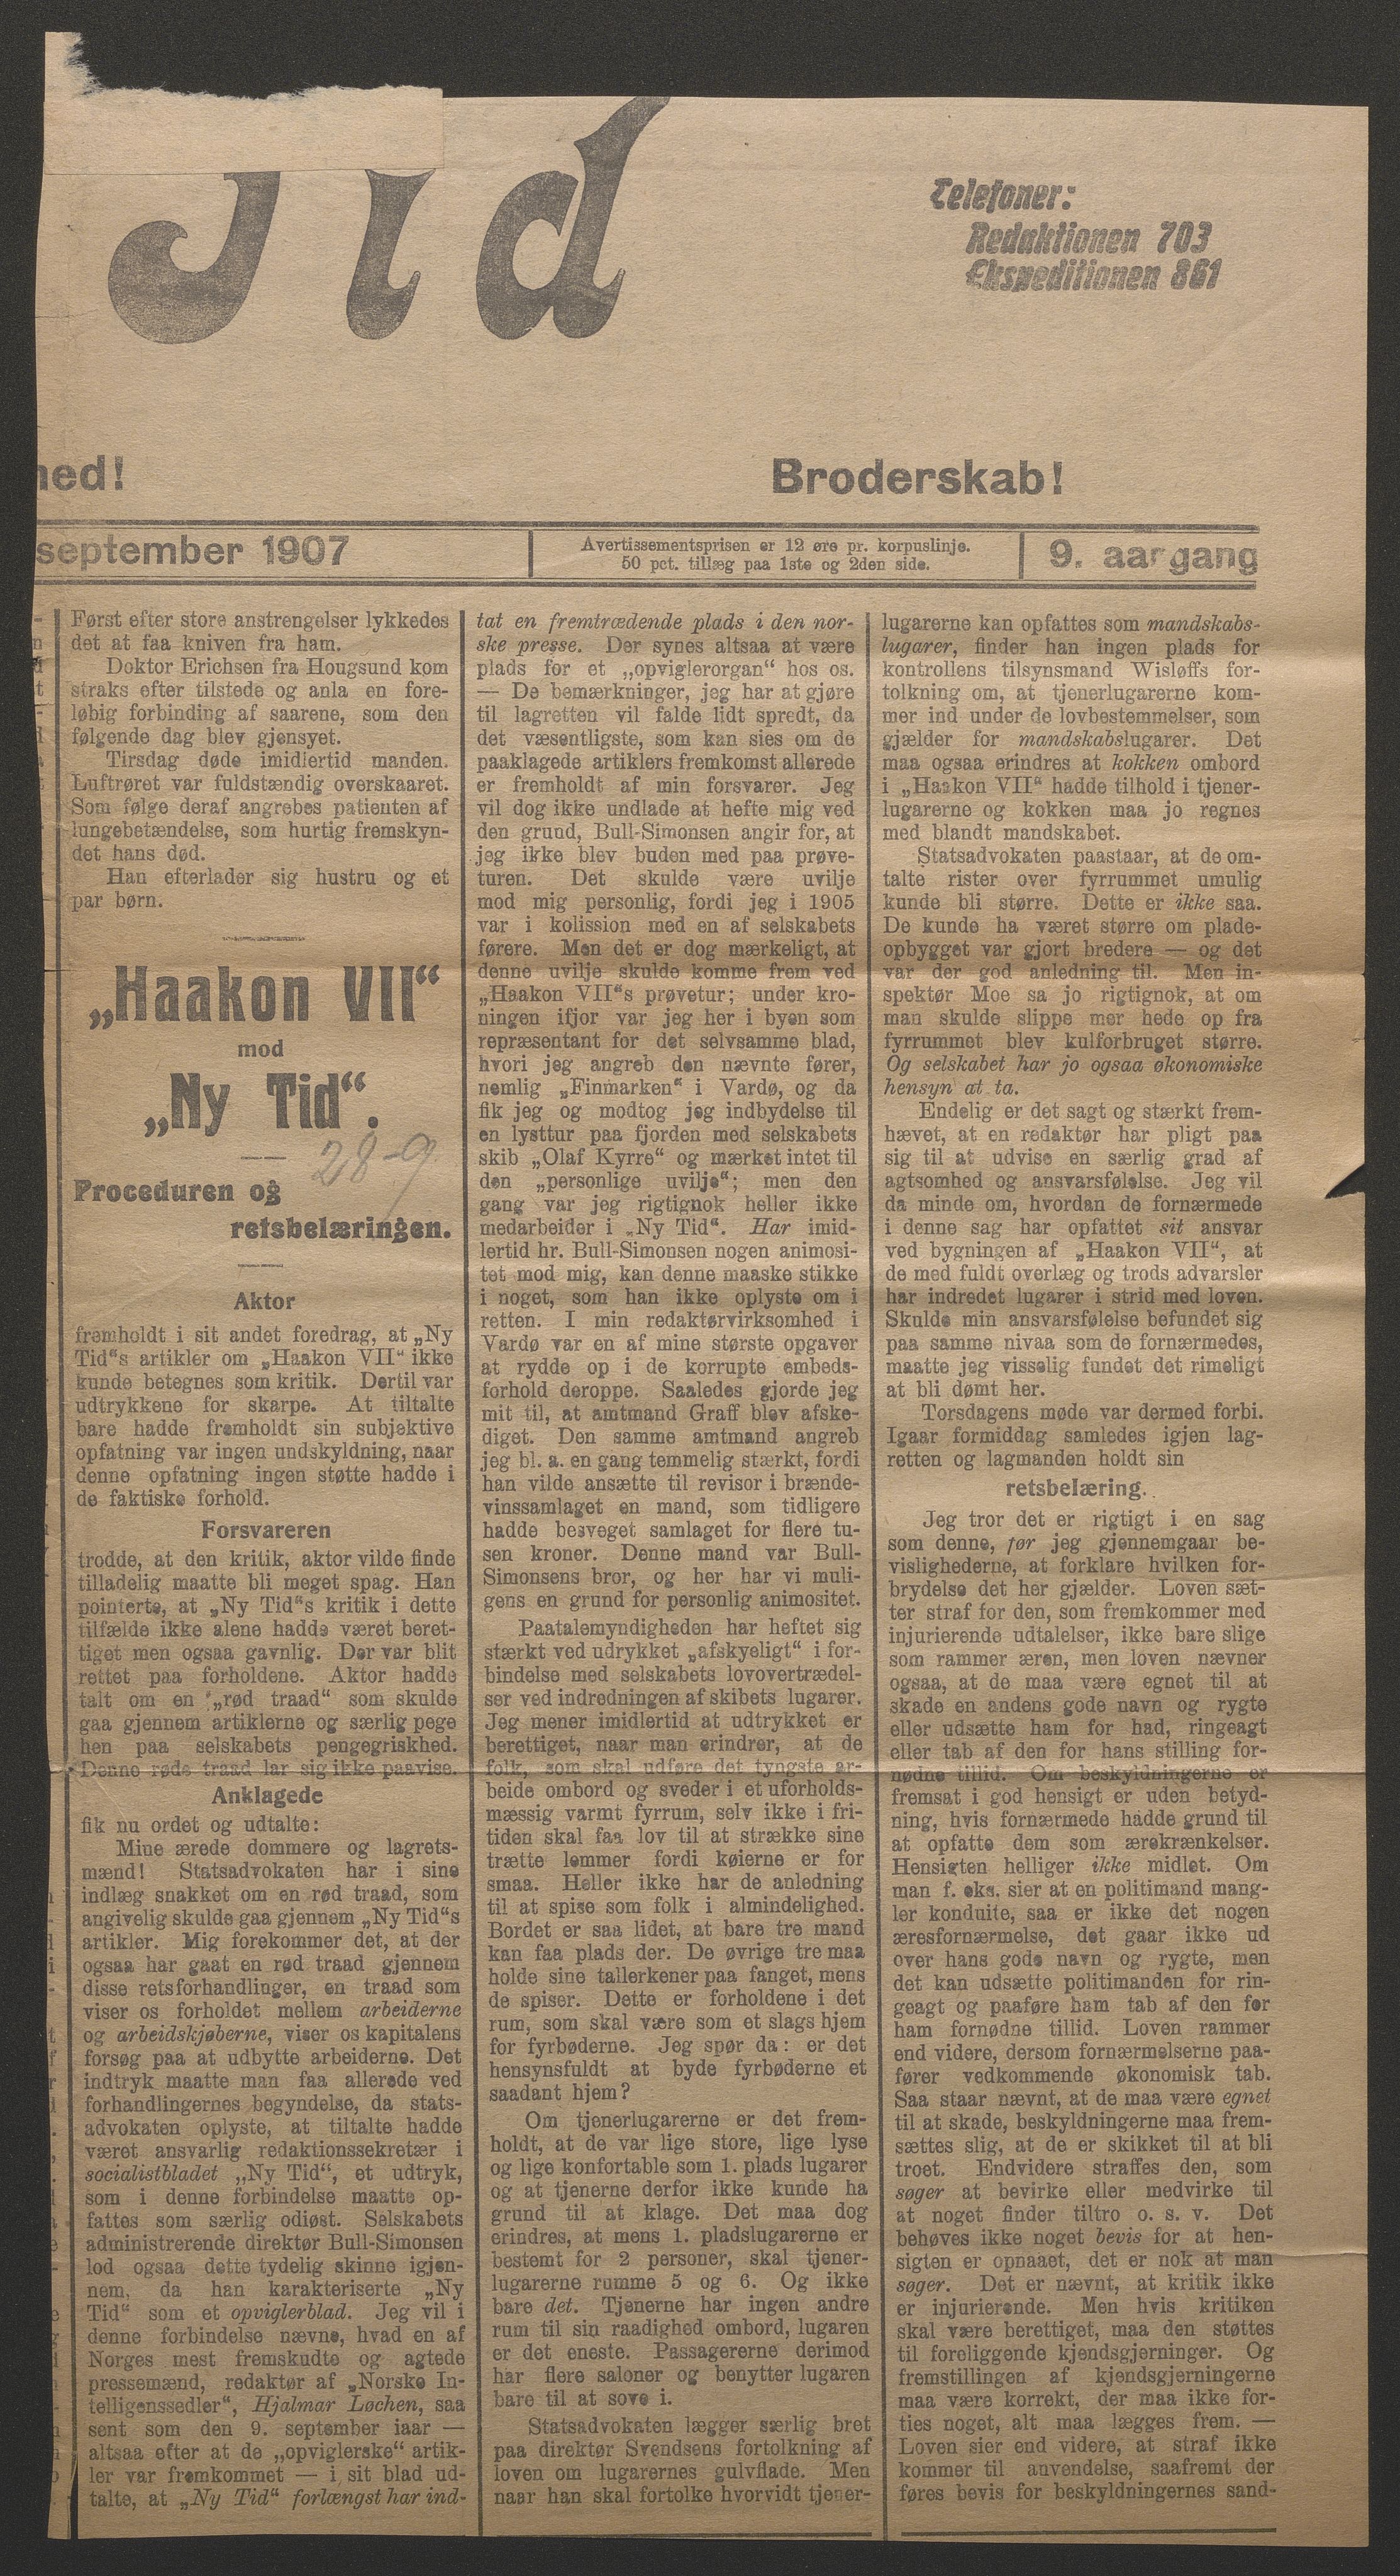 Tid
Telefoner:
Redaktionen 703
Ekspeditionen 861
hed!
Broderskab!
september 1907
Avertissementsprisen er 12 øre pr. korpuslinje.
50 pct. tillæg paa 1ste og 2den side.
9. aargang
Først efter store anstrengelser lykkedes
det at faa kniven fra ham.
Doktor Erichsen fra Hougsund kom
straks efter tilstede og anla en fore-
løbig forbinding af saarene, som den
følgende dag blev gjensyet.
Tirsdag døde imidlertid manden.
Luftrøret var fuldstændig overskaaret.
Som følge deraf angrebes patienten af
lungebetændelse, som hurtig fremskyn-
det hans død.
Han efterlader sig hustru og et
par børn.
„Haakon VII“
mod
„Ny Tid“.
28-9
Proceduren og
retsbelæringen.
Aktor
fremholdt i sit andet foredrag, at „Ny
Tid“s artikler om „Haakon VII“ ikke
kunde betegnes som kritik. Dertil var
udtrykkene for skarpe. At tiltalte
bare hadde fremholdt sin subjektive
opfatning var ingen undskyldning, naar
denne opfatning ingen støtte hadde i
de faktiske forhold.
Forsvareren
trodde, at den kritik, aktor vilde finde
tilladelig maatte bli meget spag. Han
pointerte, at „Ny Tid“s kritik i dette
tilfælde ikke alene hadde været beret-
tiget men ogsaa gavnlig. Der var blit
rettet paa forholdene. Aktor hadde
talt om en „rød traad“ som skulde
gaa gjennem artiklerne og særlig pege
hen paa selskabets pengegriskhed.
Denne røde traad lar sig ikke paavise.
Anklagede
fik nu ordet og udtalte:
Mine ærede dommere og lagrets-
mænd! Statsadvokaten har i sine
indlæg snakket om en rød traad, som
angivelig skulde gaa gjennem „Ny Tid“s
artikler. Mig forekommer det, at der
ogsaa har gaat en rød traad gjennem
disse retsforhandlinger, en traad som
viser os forholdet mellem arbeiderne
og arbeidskjøberne, viser os kapitalens
forsøg paa at udbytte arbeiderne. Det
indtryk maatte man faa allerede ved
forhandlingernes begyndelse, da stats-
advokaten oplyste, at tiltalte hadde
været ansvarlig redaktionssekretær i
socialistbladet „Ny Tid“, et udtryk,
som i denne forbindelse maatte op-
fattes som særlig odiøst. Selskabets
administrerende direktør Bull-Simonsen
lod ogsaa dette tydelig skinne igjen-
nem, da han karakteriserte „Ny
Tid“ som et opviglerblad. Jeg vil i
denne forbindelse nævne, hvad en af
Norges mest fremskudte og agtede
pressemænd, redaktør af „Norske In-
telligenssedler“, Hjalmar Løchen, saa
sent som den 9. september iaar —
altsaa efter at de „opviglerske“ artik-
ler var fremkommet — i sit blad ud-
talte, at „Ny Tid“ forlængst har ind-
tat en fremtrædende plads i den nor-
ske presse. Der synes altsaa at være
plads for et „opviglerorgan“ hos os.
— De bemærkninger, jeg har at gjøre
til lagretten vil falde lidt spredt, da
det væsentligste, som kan sies om de
paaklagede artiklers fremkomst allerede
er fremholdt af min forsvarer. Jeg
vil dog ikke undlade at hefte mig ved
den grund, Bull-Simonsen angir for, at
jeg ikke blev buden med paa prøve-
turen. Det skulde være uvilje
mod mig personlig, fordi jeg i 1905
var i kolission med en af selskabets
førere. Men det er dog mærkeligt, at
denne uvilje skulde komme frem ved
„Haakon VII“s prøvetur; under kro-
ningen ifjor var jeg her i byen som
repræsentant for det selvsamme blad,
hvori jeg angreb den nævnte fører,
nemlig „Finmarken“ i Vardø, og da
fik jeg og modtog jeg indbydelse til
en lysttur paa fjorden med selskabets
skib „Olaf Kyrre“ og mærket intet til
den „personlige uvilje“; men den
gang var jeg rigtignok heller ikke
medarbeider i „Ny Tid“. Har imid-
lertid hr. Bull-Simonsen nogen animosi-
tet mod mig, kan denne maaske stikke
i noget, som han ikke oplyste om i
retten. I min redaktørvirksomhed i
Vardø var en af mine største opgaver
at rydde op i de korrupte embeds-
forhold deroppe. Saaledes gjorde jeg
mit til, at amtmand Graff blev afske-
diget. Den samme amtmand angreb
jeg bl. a. en gang temmelig stærkt, fordi
han vilde ansætte til revisor i brænde-
vinssamlaget en mand, som tidligere
hadde besveget samlaget for flere tu-
sen kroner. Denne mand var Bull-
Simonsens bror, og her har vi muli-
gens en grund for personlig animositet.
Paatalemyndigheden har heftet sig
stærkt ved udrykket „afskyeligt“ i for-
bindelse med selskabets lovovertrædel-
ser ved indredningen af skibets lugarer.
Jeg mener imidlertid at udtrykket er
berettiget, naar man erindrer, at de
folk, som skal udføre det tyngste ar-
beide ombord og sveder i et uforholds-
mæssig varmt fyrrum, selv ikke i fri-
tiden skal faa lov til at strække sine
trætte lemmer fordi køierne er for
smaa. Heller ikke har de anledning
til at spise som folk i almindelighed.
Bordet er saa lidet, at bare tre mand
kan faa plads der. De øvrige tre maa
holde sine tallerkener paa fanget, mens
de spiser. Dette er forholdene i det
rum, som skal være som et slags hjem
for fyrbøderne. Jeg spør da: er det
hensynsfuldt at byde fyrbøderne et
saadant hjem?
Om tjenerlugarerne er det frem-
holdt, at de var lige store, lige lyse
og lige konfortable som 1. plads lugarer
og at tjenerne derfor ikke kunde ha
grund til at klage. Det maa dog
erindres, at mens 1. pladslugarerne er
bestemt for 2 personer, skal tjener-
lugarerne rumme 5 og 6. Og ikke
bare det. Tjenerne har ingen andre
rum til sin raadighed ombord, lugaren
er det eneste. Passagererne derimod
har flere saloner og benytter lugaren
bare til at sove i.
Statsadvokaten lægger særlig bret
paa direktør Svendsens fortolkning af
loven om lugarernes gulvflade. Men
naar han skal fortolke hvorvidt tjener-
lugarerne kan opfattes som mandskabs-
lugarer, finder han ingen plads for
kontrollens tilsynsmand Wisløffs for-
tolkning om, at tjenerlugarerne kom-
mer ind under de lovbestemmelser, som
gjælder for mandskabslugarer. Det
maa ogsaa erindres at kokken ombord
i „Haakon VII“ hadde tilhold i tjener-
lugarerne og kokken maa jo regnes
med blandt mandskabet.
Statsadvokaten paastaar, at de om-
talte rister over fyrrummet umulig
kunde bli større. Dette er ikke saa.
De kunde ha været større om plade-
opbygget var gjort bredere — og det
var der god anledning til. Men in-
spektør Moe sa jo rigtignok, at om
man skulde slippe mer hede op fra
fyrrummet blev kulforbruget større.
Og selskabet har jo ogsaa økonomiske
hensyn at ta.
Endelig er det sagt og stærkt frem-
hævet, at en redaktør har pligt paa
sig til at udvise en særlig grad af
agtsomhed og ansvarsfølelse. Jeg vil
da minde om, hvordan de fornærmede
i denne sag har opfattet sit ansvar
ved bygningen af „Haakon VII“, at
de med fuldt overlæg og trods advarsler
har indredet lugarer i strid med loven.
Skulde min ansvarsfølelse befundet sig
paa samme nivaa som de fornærmedes,
maatte jeg visselig fundet det rimeligt
at bli dømt her.
Torsdagens møde var dermed forbi.
Igaar formiddag samledes igjen lag-
retten og lagmanden holdt sin
retsbelæring.
Jeg tror det er rigtigt i en sag
som denne, før jeg gjennemgaar be-
vislighederne, at forklare hvilken for-
brydelse det her gjælder. Loven sæt-
ter straf for den, som fremkommer med
injurierende udtalelser, ikke bare slige
som rammer æren, men loven nævner
ogsaa, at de maa være egnet til at
skade en andens gode navn og rygte
eller udsætte ham for had, ringeagt
eller tab af den for hans stilling for-
nødne tillid. Om beskyldningerne er
fremsat i god hensigt er uden betyd-
ning, hvis fornærmede hadde grund til
at opfatte dem som ærekrænkelser.
Hensigten helliger ikke midlet. Om
man f. eks. sier at en politimand mang-
ler konduite, saa er ikke det nogen
æresfornærmelse, det gaar ikke ud
over hans gode navn og rygte, men
det kan udsætte politimanden for rin-
geagt og paaføre ham tab af den for
ham fornødne tillid. Loven rammer
end videre, dersom fornærmelserne paa-
fører vedkommende økonomisk tab.
Saa staar nævnt, at de maa være egnet
til at skade, beskyldningerne maa frem-
sættes slig, at de er skikket til at bli
troet. Endvidere straffes den, som
søger at bevirke eller medvirke til
at noget finder tiltro o. s. v. Det
behøves ikke noget bevis for at hen-
sigten er opnaaet, det er nok at man
søger. Det er nævnt, at kritik ikke
er injurierende. Men hvis kritiken
skal være berettiget, maa den støttes
til foreliggende kjendsgjerninger. Og
fremstillingen af kjendsgjerningerne
maa være korrekt, der maa ikke for-
ties noget, alt maa lægges frem. —
Loven sier end videre, at straf ikke
kommer til anvendelse, saafremt der
føres bevis for beskyldningernes sand-